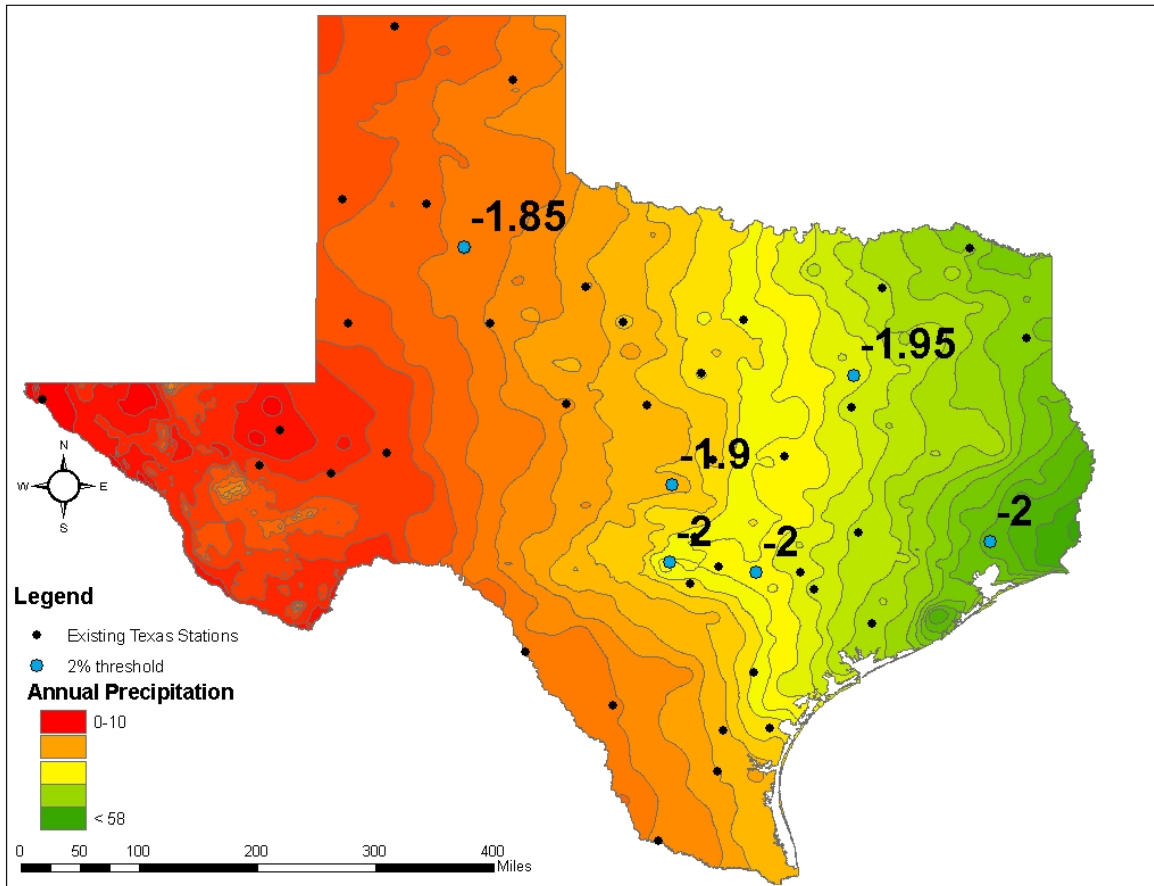 -1.85
-1.95
-1.9
-2
-2
-2
N
W
E
S
Legend
Existing Texas Stations
2% threshold
Annual Precipitation
0-10
< 58
0 100 200 300 400
Miles